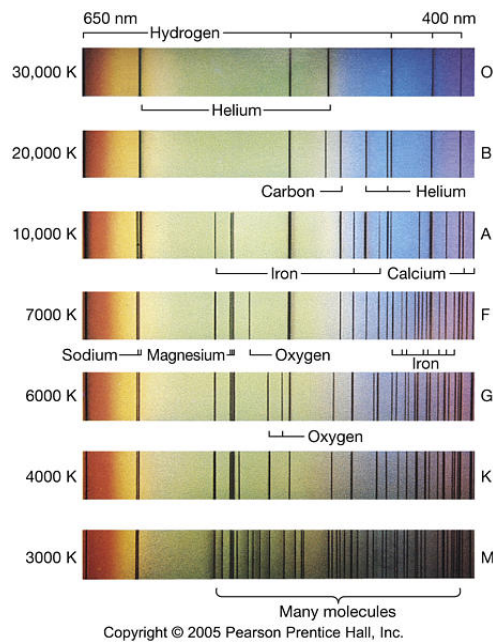 650 nm 400 nm
Hydrogen
30,000 K O
Helium
20,000 K B
Carbon Helium
10,000 K A
Iron Calcium
7000 K F
Sodium Magnesium Oxygen Iron
6000 K G
Oxygen
4000 K K
3000 K M
Many molecules
Copyright © 2005 Pearson Prentice Hall, Inc.